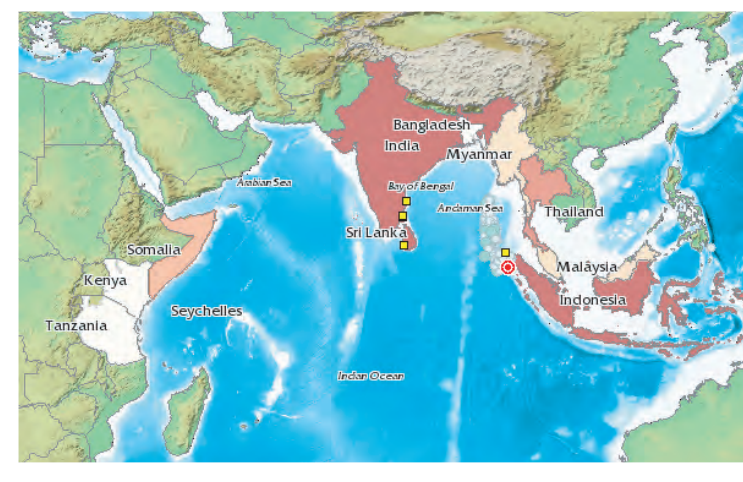 Bangladesh
India
Myanmar
Arabian Sea
Bay of Bengal
Andaman Sea
Thailand
Sri Lanka
Somalia
Malaysia
Kenya
Indonesia
Seychelles
Tanzania
Indian Ocean